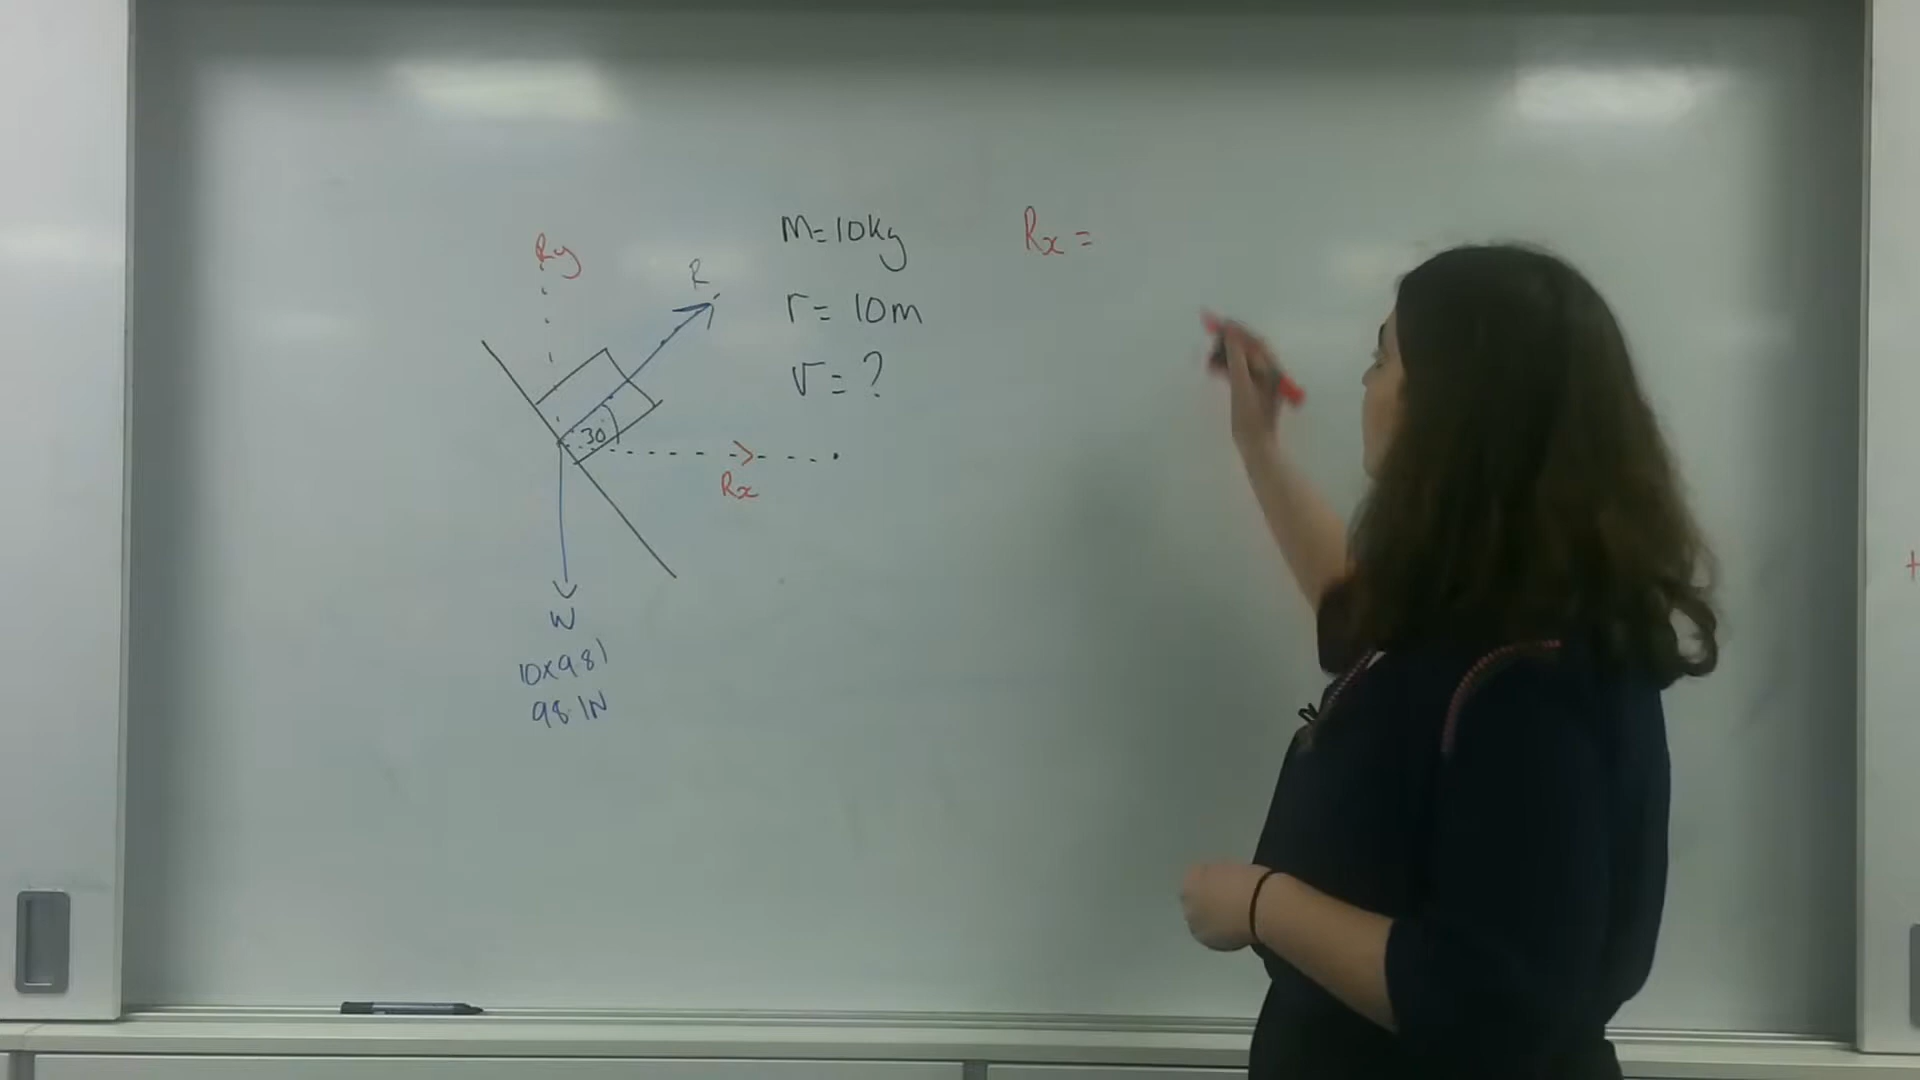 Ry
R
30
Rx
W
10x9.81
98.1N
m=10kg
r= 10m
v= ?
Rx =
+